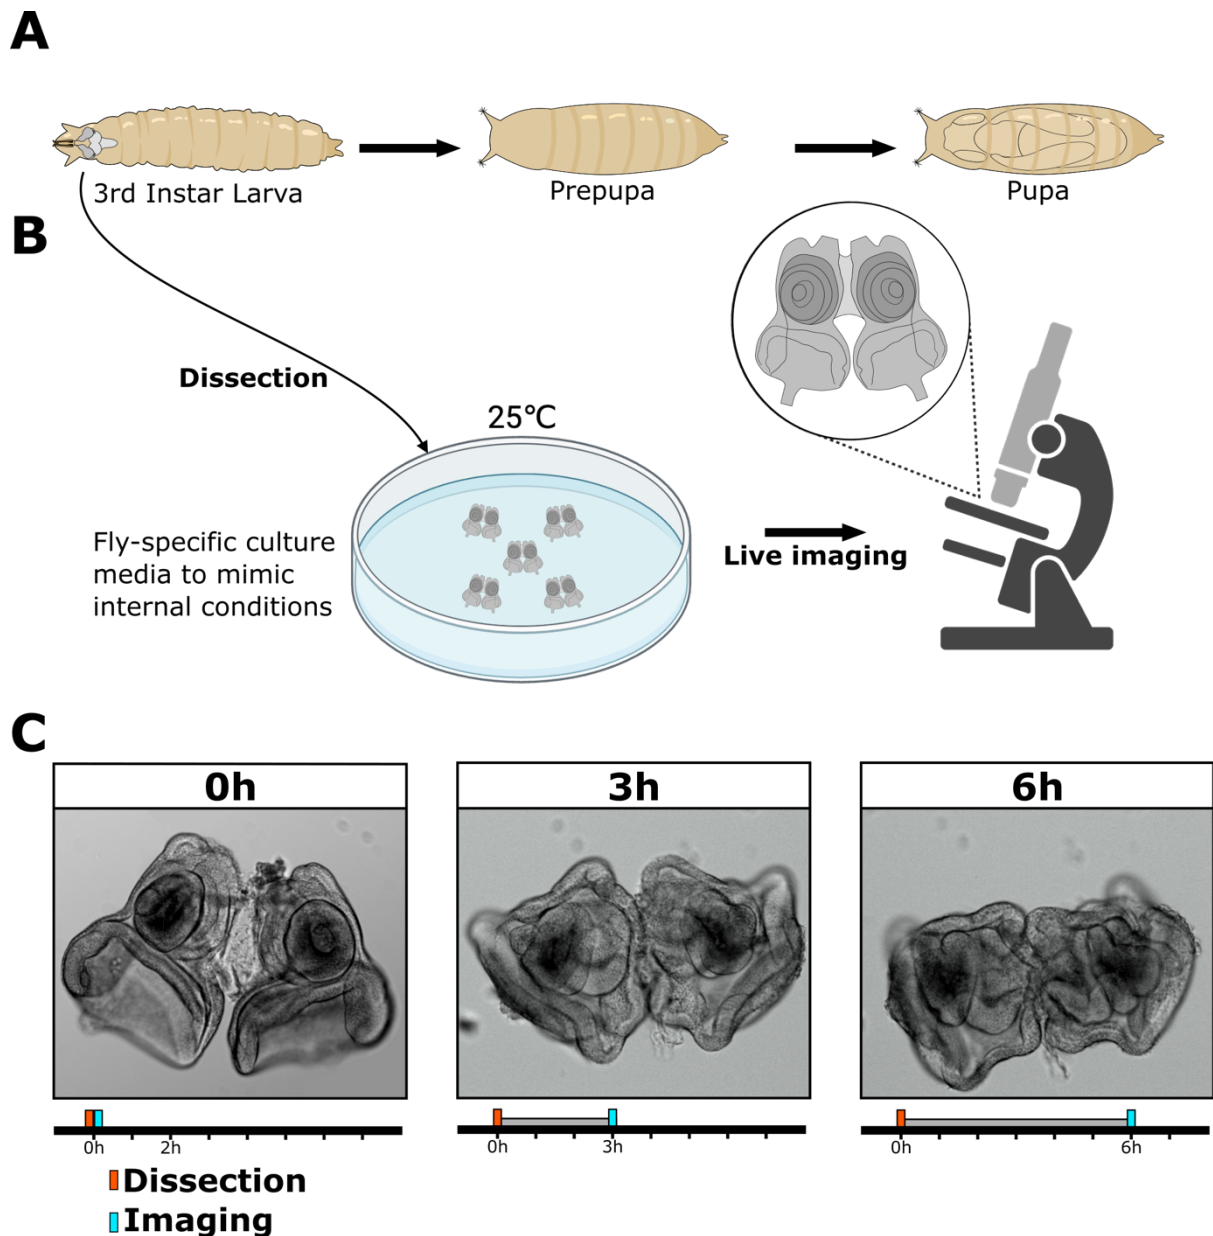 A
3rd Instar Larva
Prepupa
Pupa
B
Dissection
25℃
Fly-specific culture
media to mimic
internal conditions
Live imaging
C
0h
3h
6h
0h 2h
0h 3h
0h 6h
Dissection
Imaging